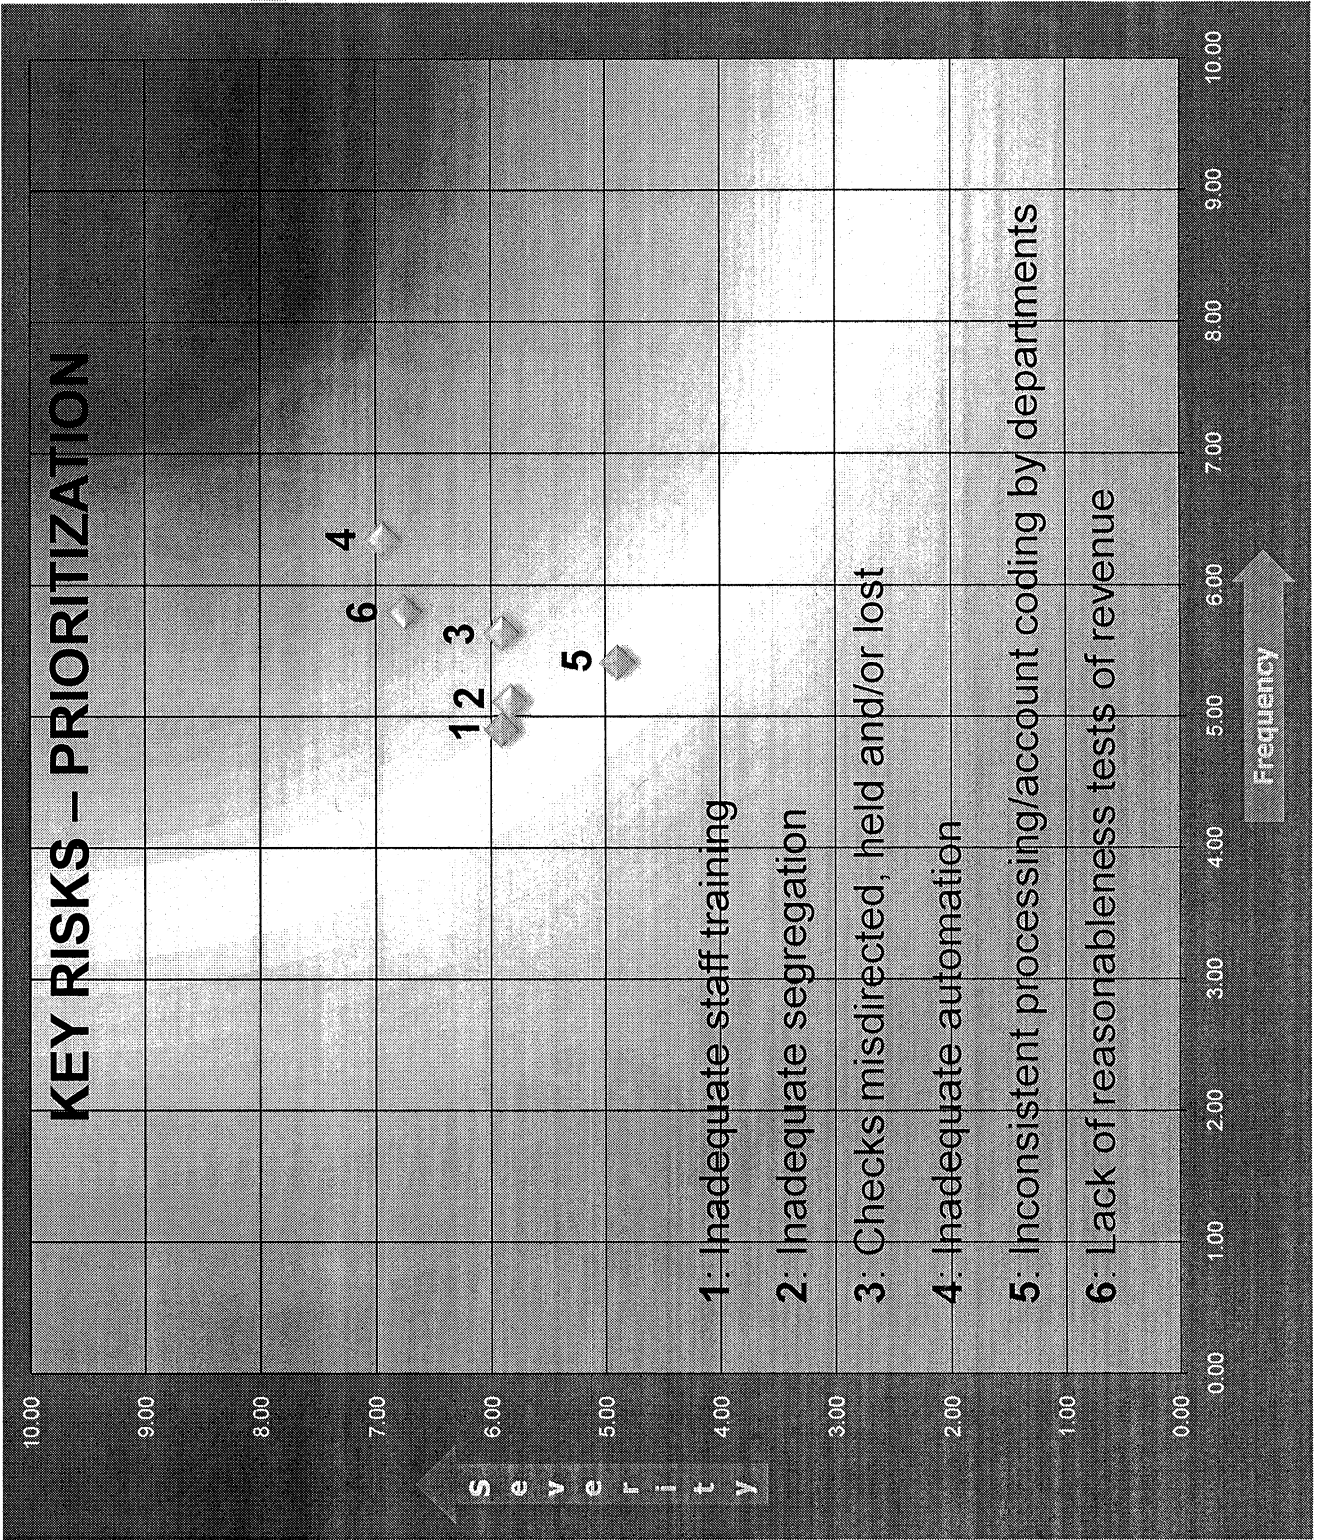 KEY RISKS – PRIORITIZATION
10.00
9.00
8.00
7.00
6.00
5.00
4.00
3.00
2.00
1.00
0.00
Severity
4
6
3
1 2
5
1: Inadequate staff training
2: Inadequate segregation
3: Checks misdirected, held and/or lost
4: Inadequate automation
5: Inconsistent processing/account coding by departments
6: Lack of reasonableness tests of revenue
0.00 1.00 2.00 3.00 4.00 5.00 6.00 7.00 8.00 9.00 10.00
Frequency